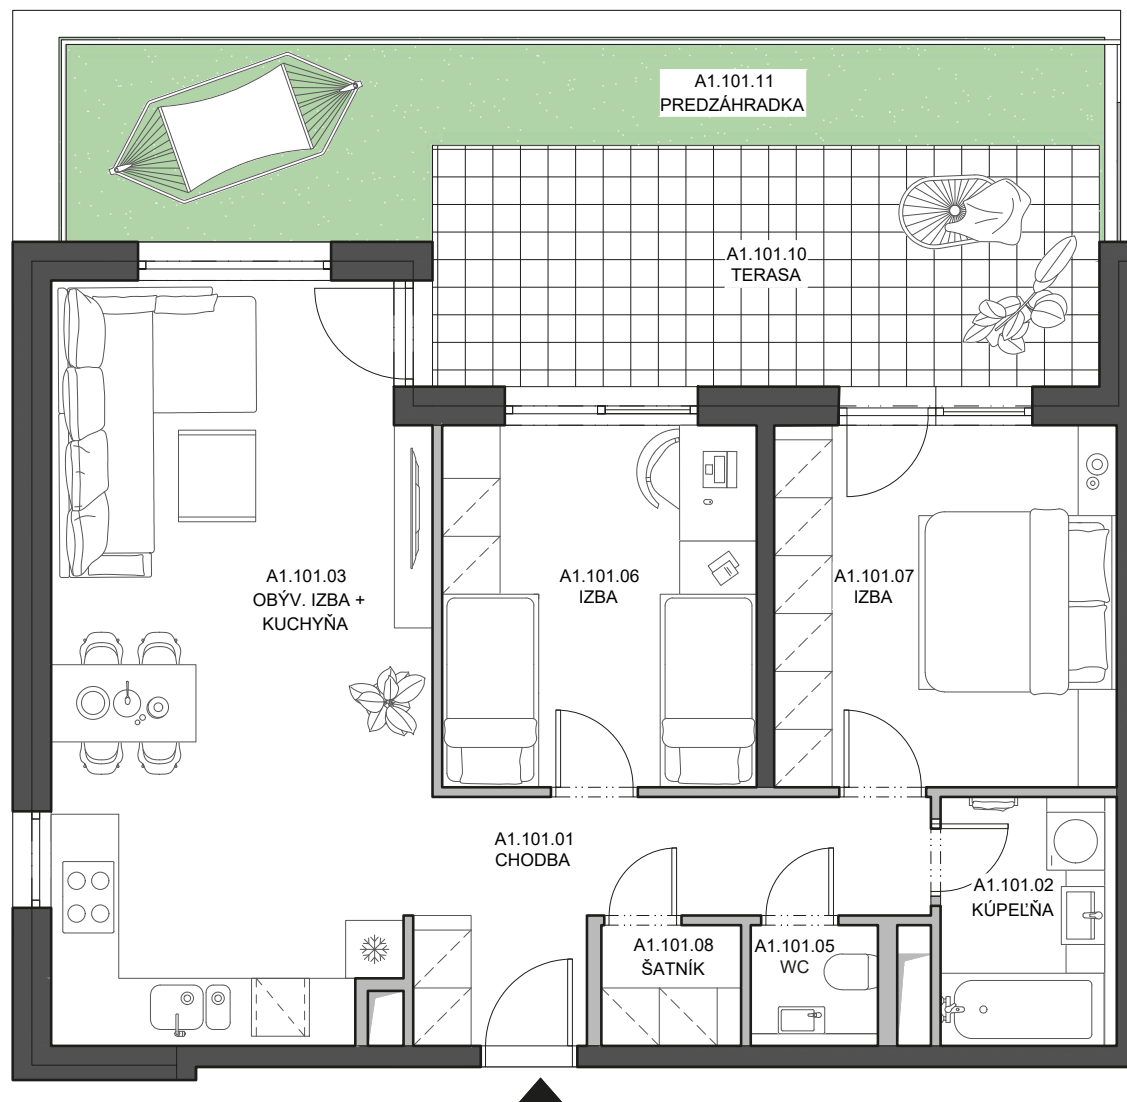 A1.101.11
PREDZÁHRADKA
A1.101.10
TERASA
A1.101.03
OBÝV. IZBA +
KUCHYŇA
A1.101.06
IZBA
A1.101.07
IZBA
A1.101.01
CHODBA
A1.101.02
KÚPEĽŇA
A1.101.08
ŠATNÍK
A1.101.05
WC